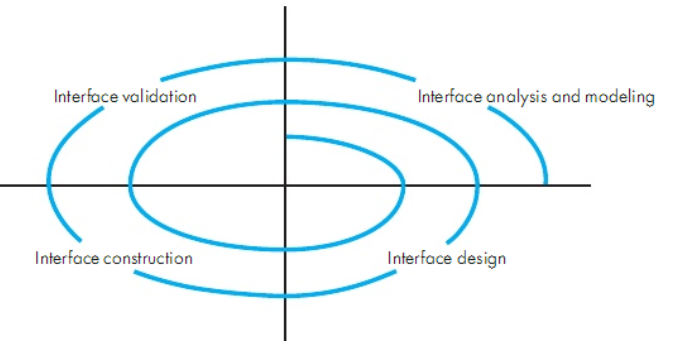 Interface validation
Interface analysis and modeling
Interface construction
Interface design